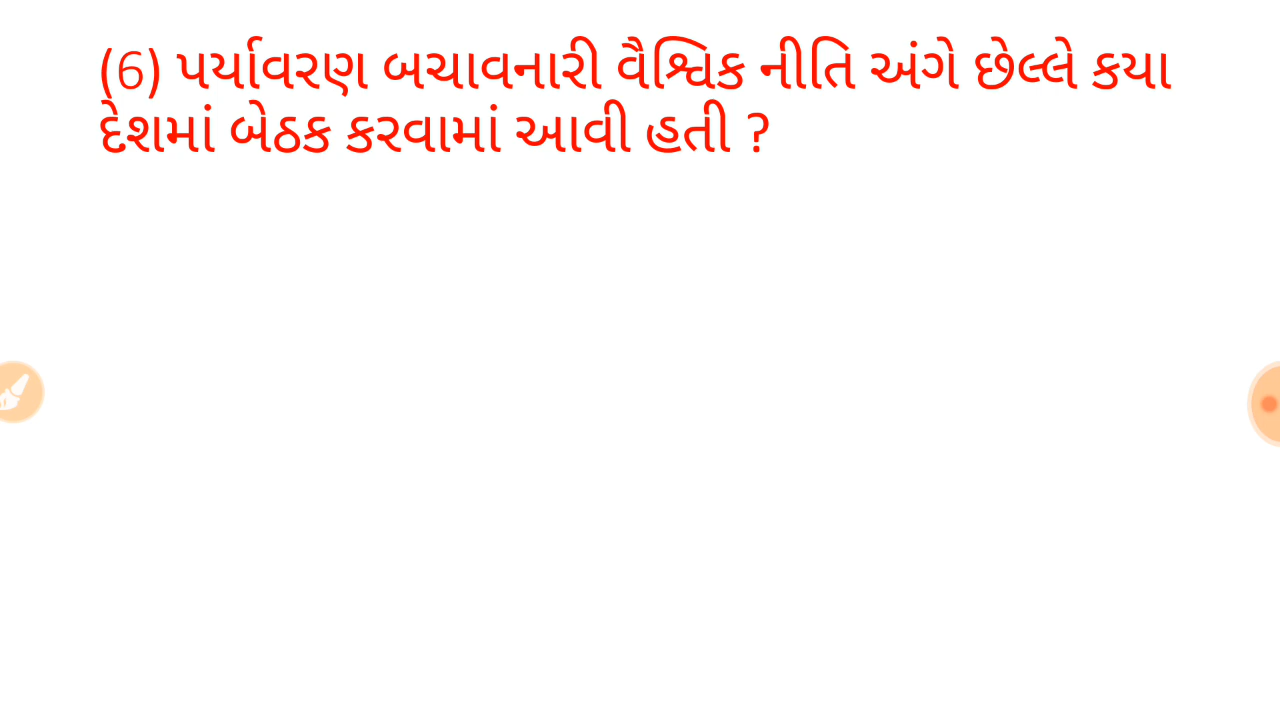 (6) પર્યાવરણ બચાવનારી વૈશ્વિક નીતિ અંગે છેલ્લે કયા
દેશમાં બેઠક કરવામાં આવી હતી ?